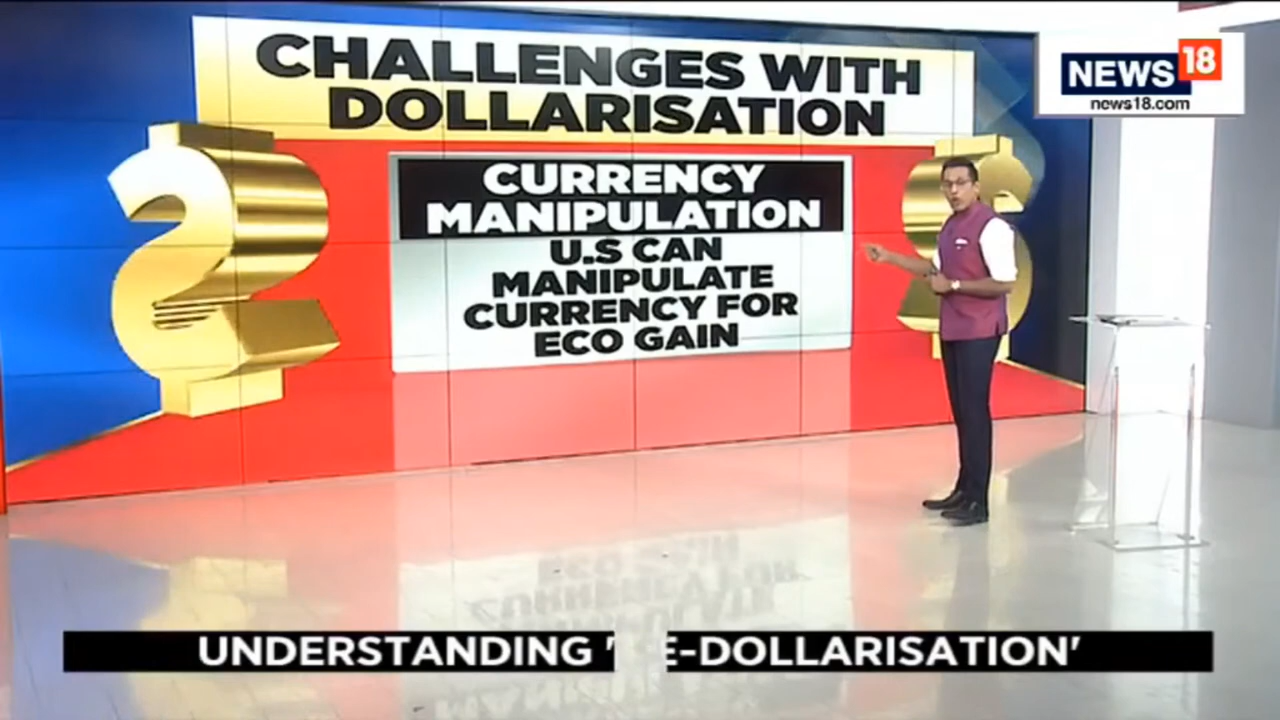 CHALLENGES WITH
DOLLARISATION
NEWS18
news18.com
CURRENCY
MANIPULATION
U.S CAN
MANIPULATE
CURRENCY FOR
ECO GAIN
UNDERSTANDING ' E-DOLLARISATION'